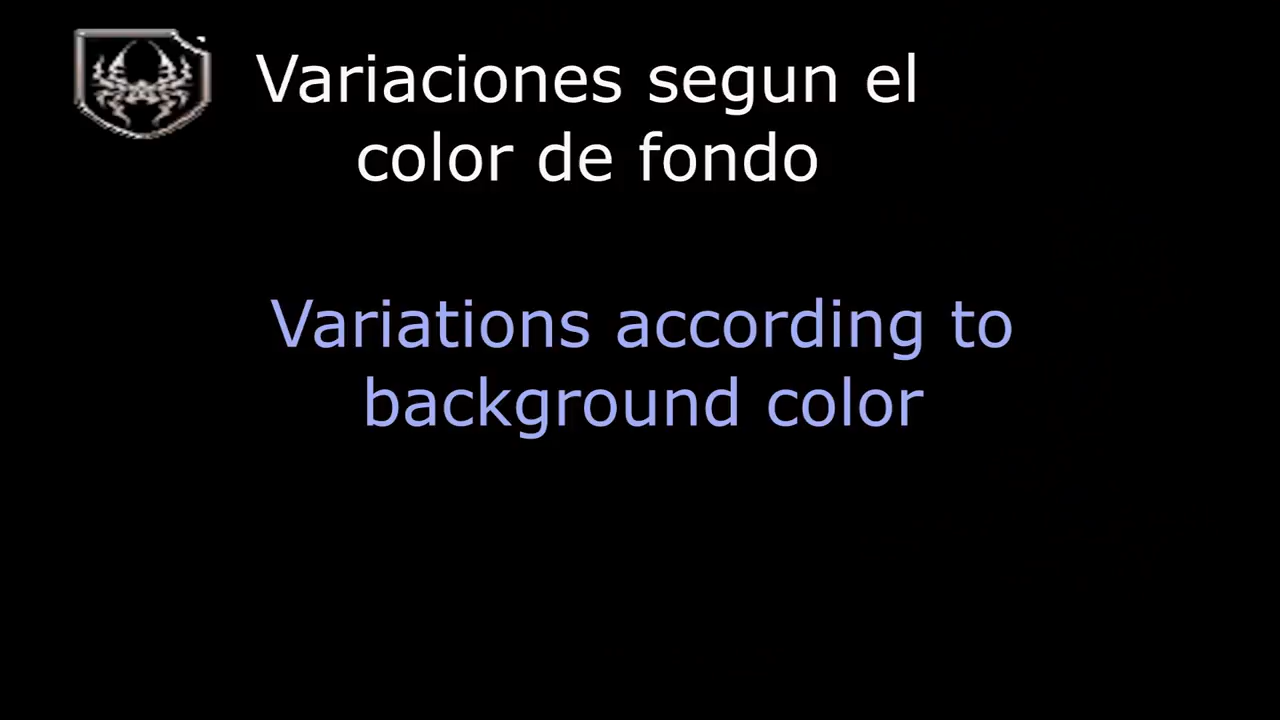 Variaciones segun el
color de fondo
Variations according to
background color